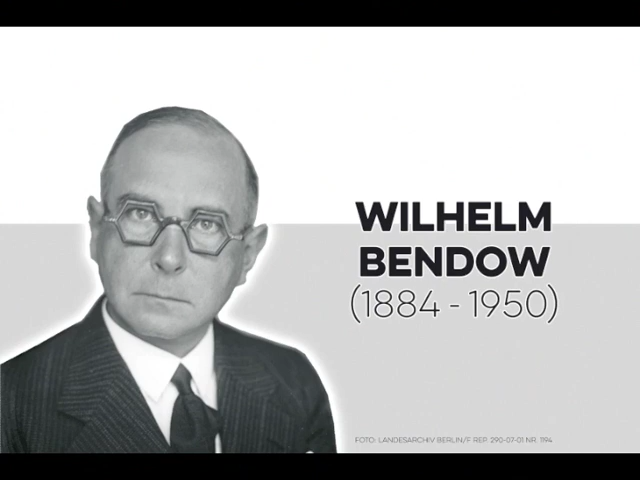 WILHELM
BENDOW
(1884 - 1950)
FOTO: LANDESARCHIV BERLIN/F REP. 290-07-01 NR. 1194